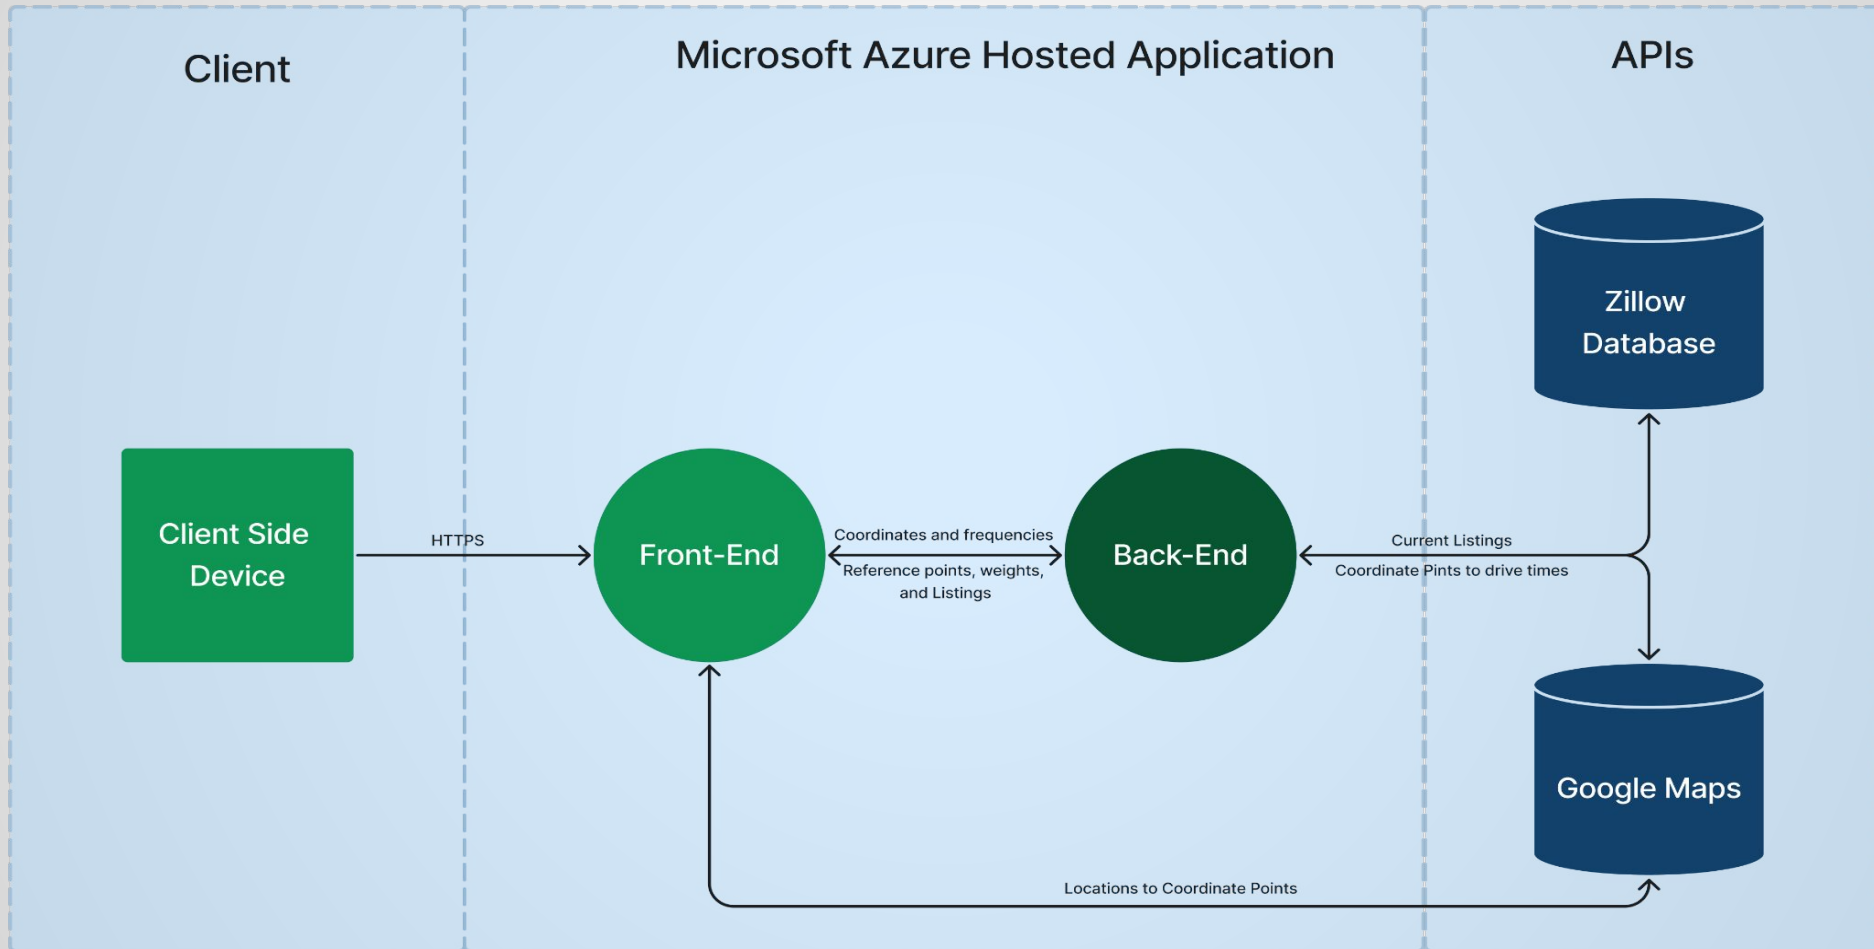 Client
Microsoft Azure Hosted Application
APIs
Zillow
Database
Client Side
Device
HTTPS
Front-End
Coordinates and frequencies
Reference points, weights,
and Listings
Back-End
Current Listings
Coordinate Pints to drive times
Google Maps
Locations to Coordinate Points